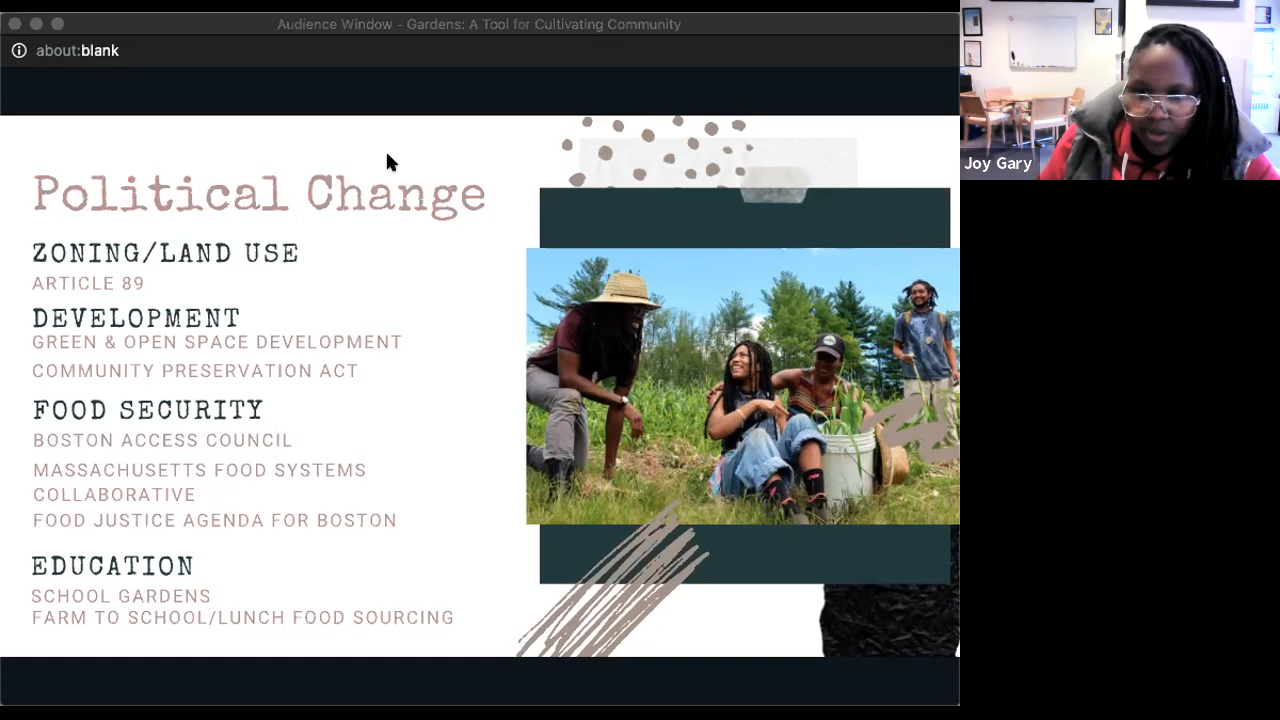 Audience Window - Gardens: A Tool for Cultivating Community
about:blank
Political Change
ZONING/LAND USE
ARTICLE 89
DEVELOPMENT
GREEN & OPEN SPACE DEVELOPMENT
COMMUNITY PRESERVATION ACT
FOOD SECURITY
BOSTON ACCESS COUNCIL
MASSACHUSETTS FOOD SYSTEMS
COLLABORATIVE
FOOD JUSTICE AGENDA FOR BOSTON
EDUCATION
SCHOOL GARDENS
FARM TO SCHOOL/LUNCH FOOD SOURCING
Joy Gary